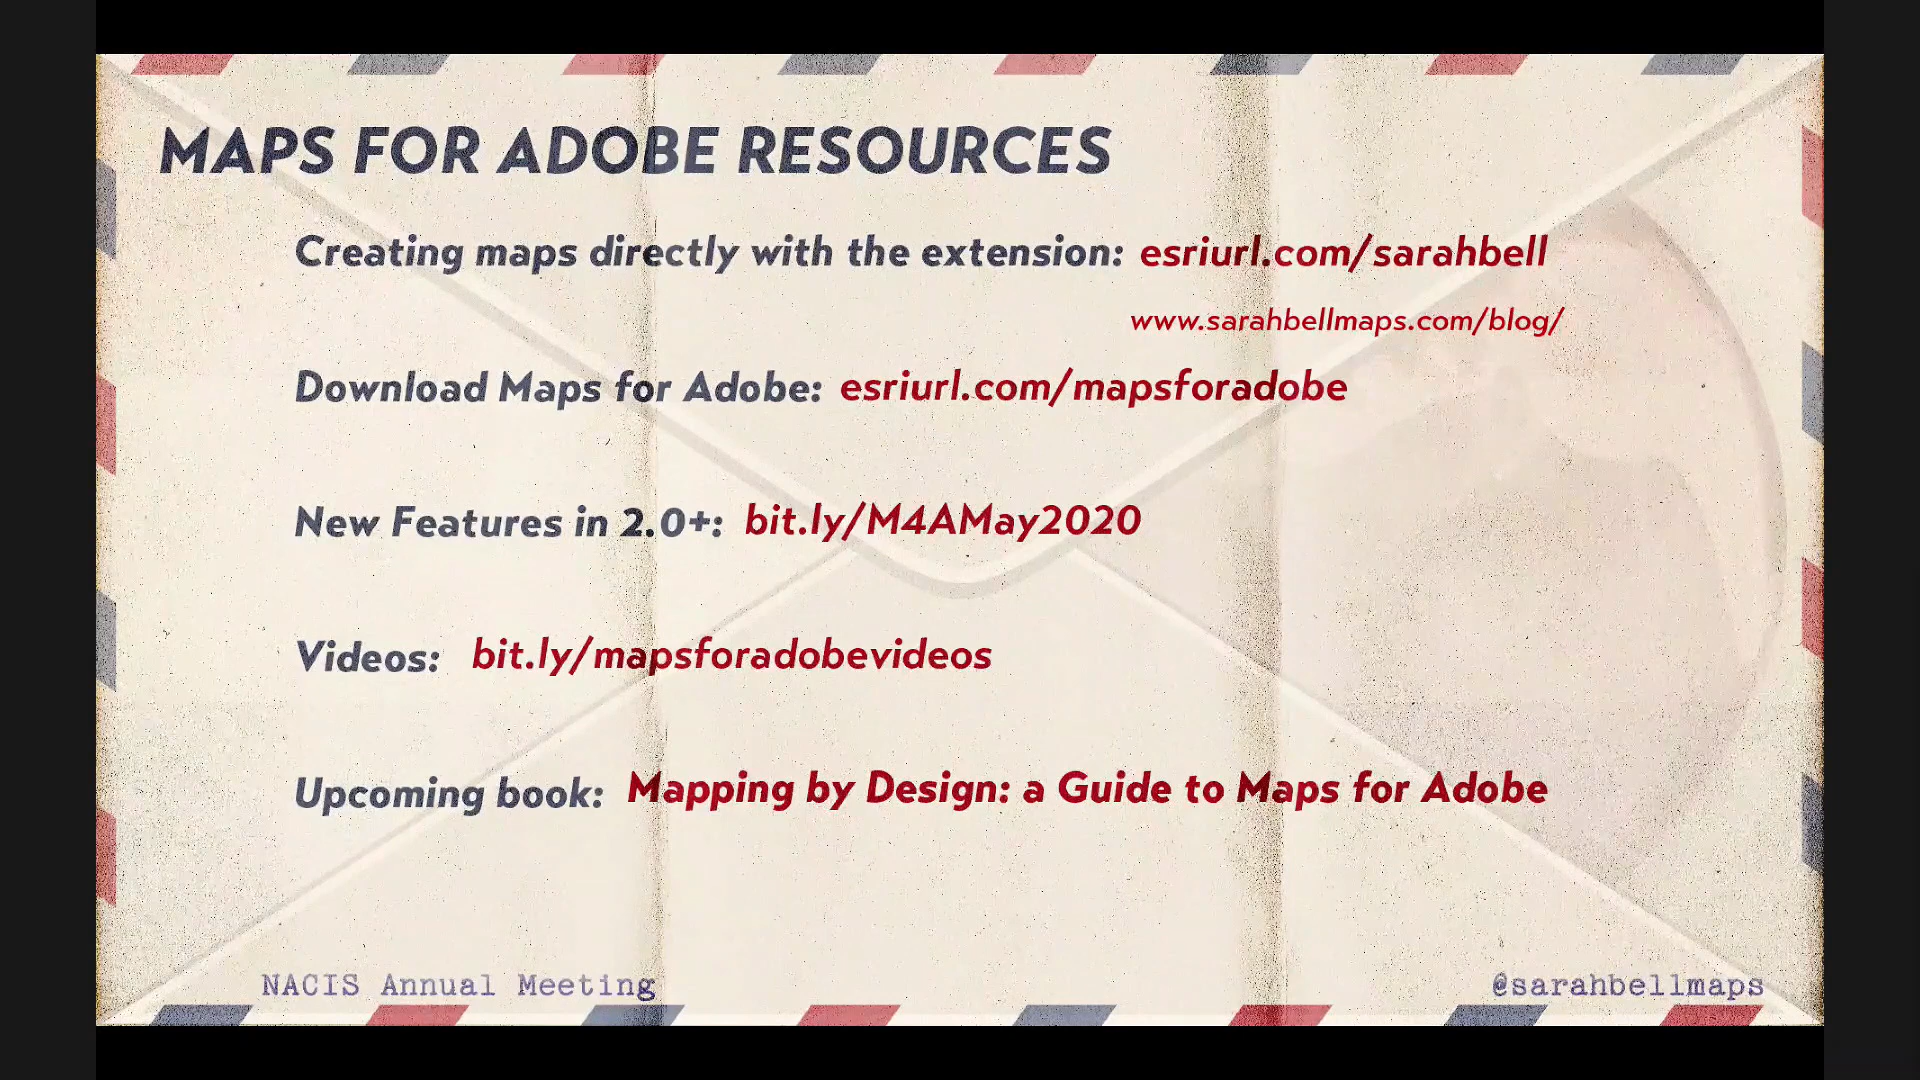 MAPS FOR ADOBE RESOURCES
Creating maps directly with the extension: esriurl.com/sarahbell
www.sarahbellmaps.com/blog/
Download Maps for Adobe: esriurl.com/mapsforadobe
New Features in 2.0+: bit.ly/M4AMay2020
Videos: bit.ly/mapsforadobevideos
Upcoming book: Mapping by Design: a Guide to Maps for Adobe
NACIS Annual Meeting @sarahbellmaps